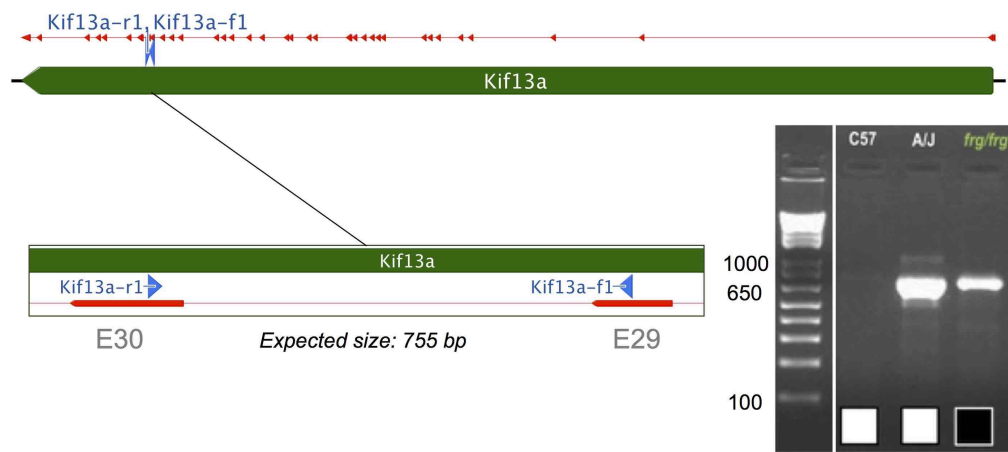 Kif13a-r1, Kif13a-f1
Kif13a
Kif13a
Kif13a-r1
Kif13a-f1
E30
Expected size: 755 bp
E29
C57
A/J
frg/frg
1000
650
100